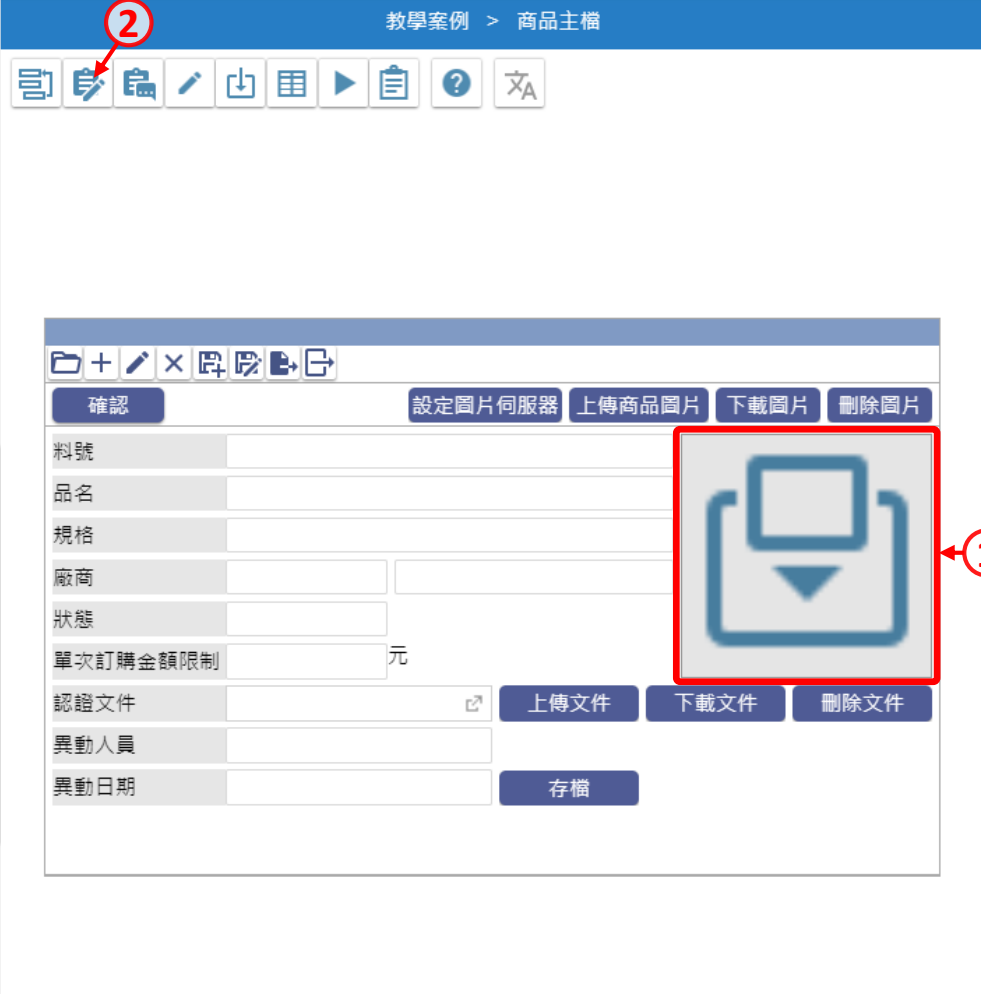 2
教學案例 > 商品主檔
確認 設定圖片伺服器 上傳商品圖片 下載圖片 刪除圖片
料號
品名
規格
廠商
狀態
單次訂購金額限制 元
認證文件 上傳文件 下載文件 刪除文件
異動人員
異動日期 存檔